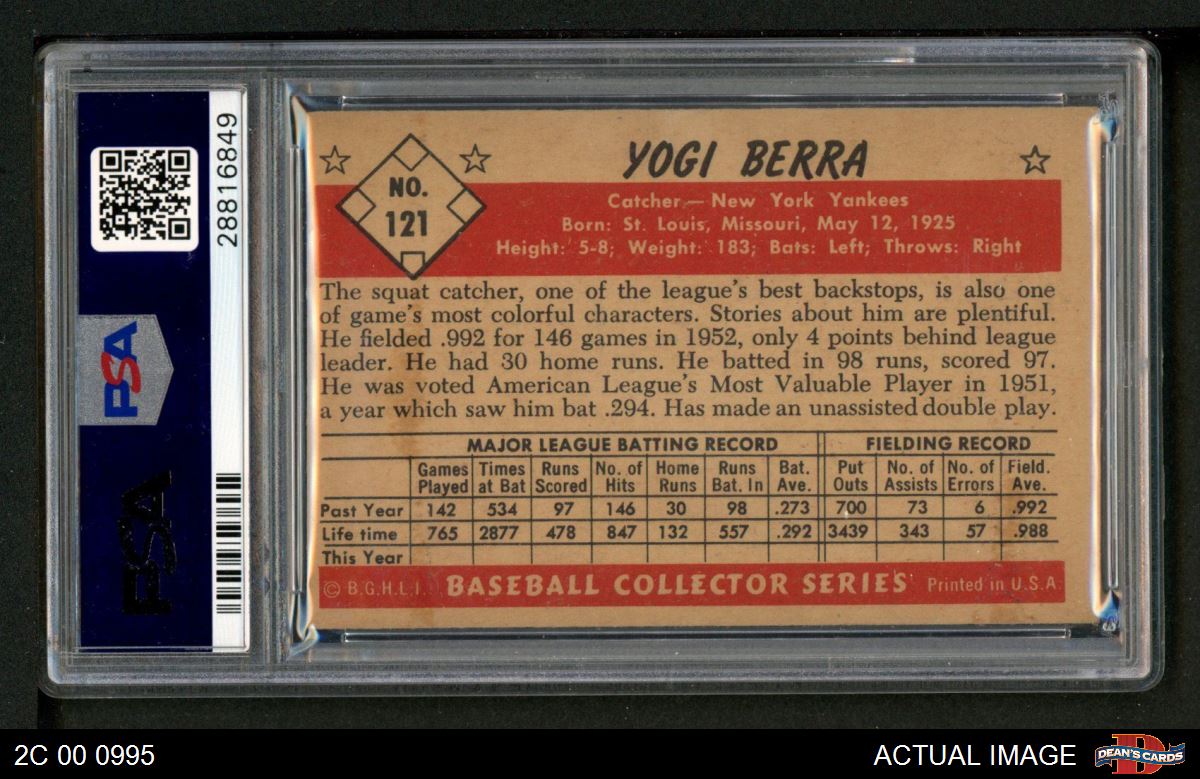 28816849
PSA
PSA
NO.
121
YOGI BERRA
Catcher — New York Yankees
Born: St. Louis, Missouri, May 12, 1925
Height: 5-8; Weight: 183; Bats: Left; Throws: Right
The squat catcher, one of the league's best backstops, is also one
of game's most colorful characters. Stories about him are plentiful.
He fielded .992 for 146 games in 1952, only 4 points behind league
leader. He had 30 home runs. He batted in 98 runs, scored 97.
He was voted American League's Most Valuable Player in 1951,
a year which saw him bat .294. Has made an unassisted double play.
MAJOR LEAGUE BATTING RECORD FIELDING RECORD
Games Times Runs No. of Home Runs Bat. Put No. of No. of Field.
Played at Bat Scored Hits Runs Bat. In Ave. Outs Assists Errors Ave.
Past Year 142 534 97 146 30 98 .273 700 73 6 .992
Life time 765 2877 478 847 132 557 .292 3439 343 57 .988
This Year
© B.G.H.L.I. BASEBALL COLLECTOR SERIES Printed in U.S.A.
2C 00 0995
ACTUAL IMAGE
D
DEAN'S CARDS